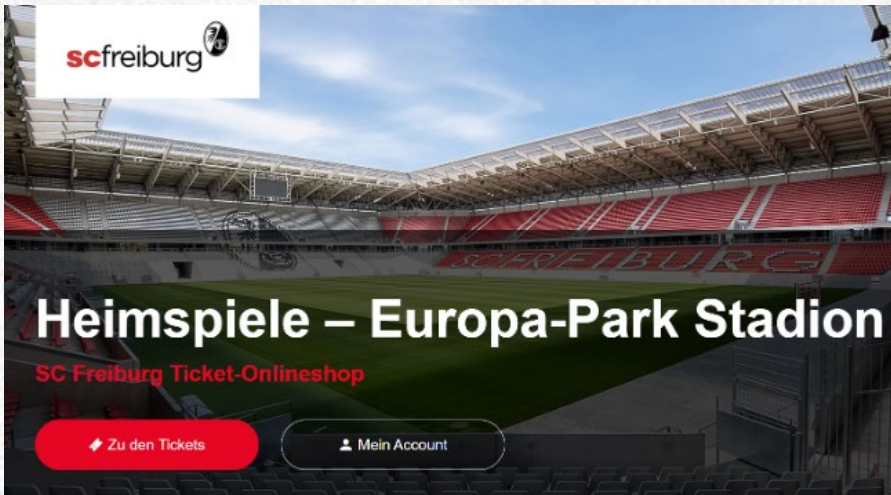 scfreiburg
SC FREIBURG
Heimspiele – Europa-Park Stadion
SC Freiburg Ticket-Onlineshop
Zu den Tickets
Mein Account